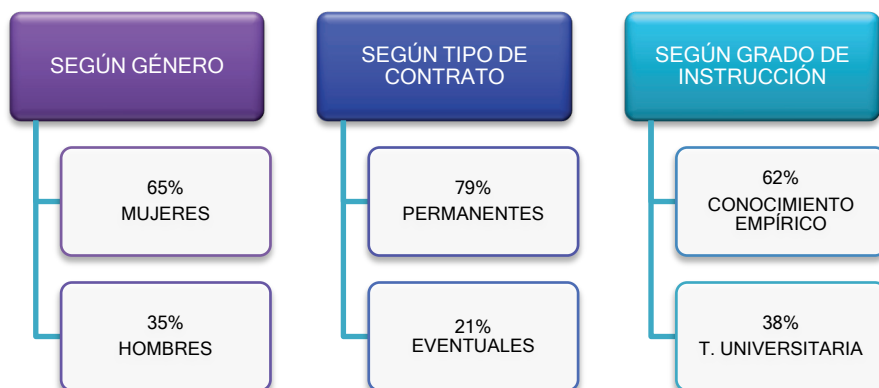 SEGÚN GÉNERO
65%
MUJERES
35%
HOMBRES
SEGÚN TIPO DE
CONTRATO
79%
PERMANENTES
21%
EVENTUALES
SEGÚN GRADO DE
INSTRUCCIÓN
62%
CONOCIMIENTO
EMPÍRICO
38%
T. UNIVERSITARIA